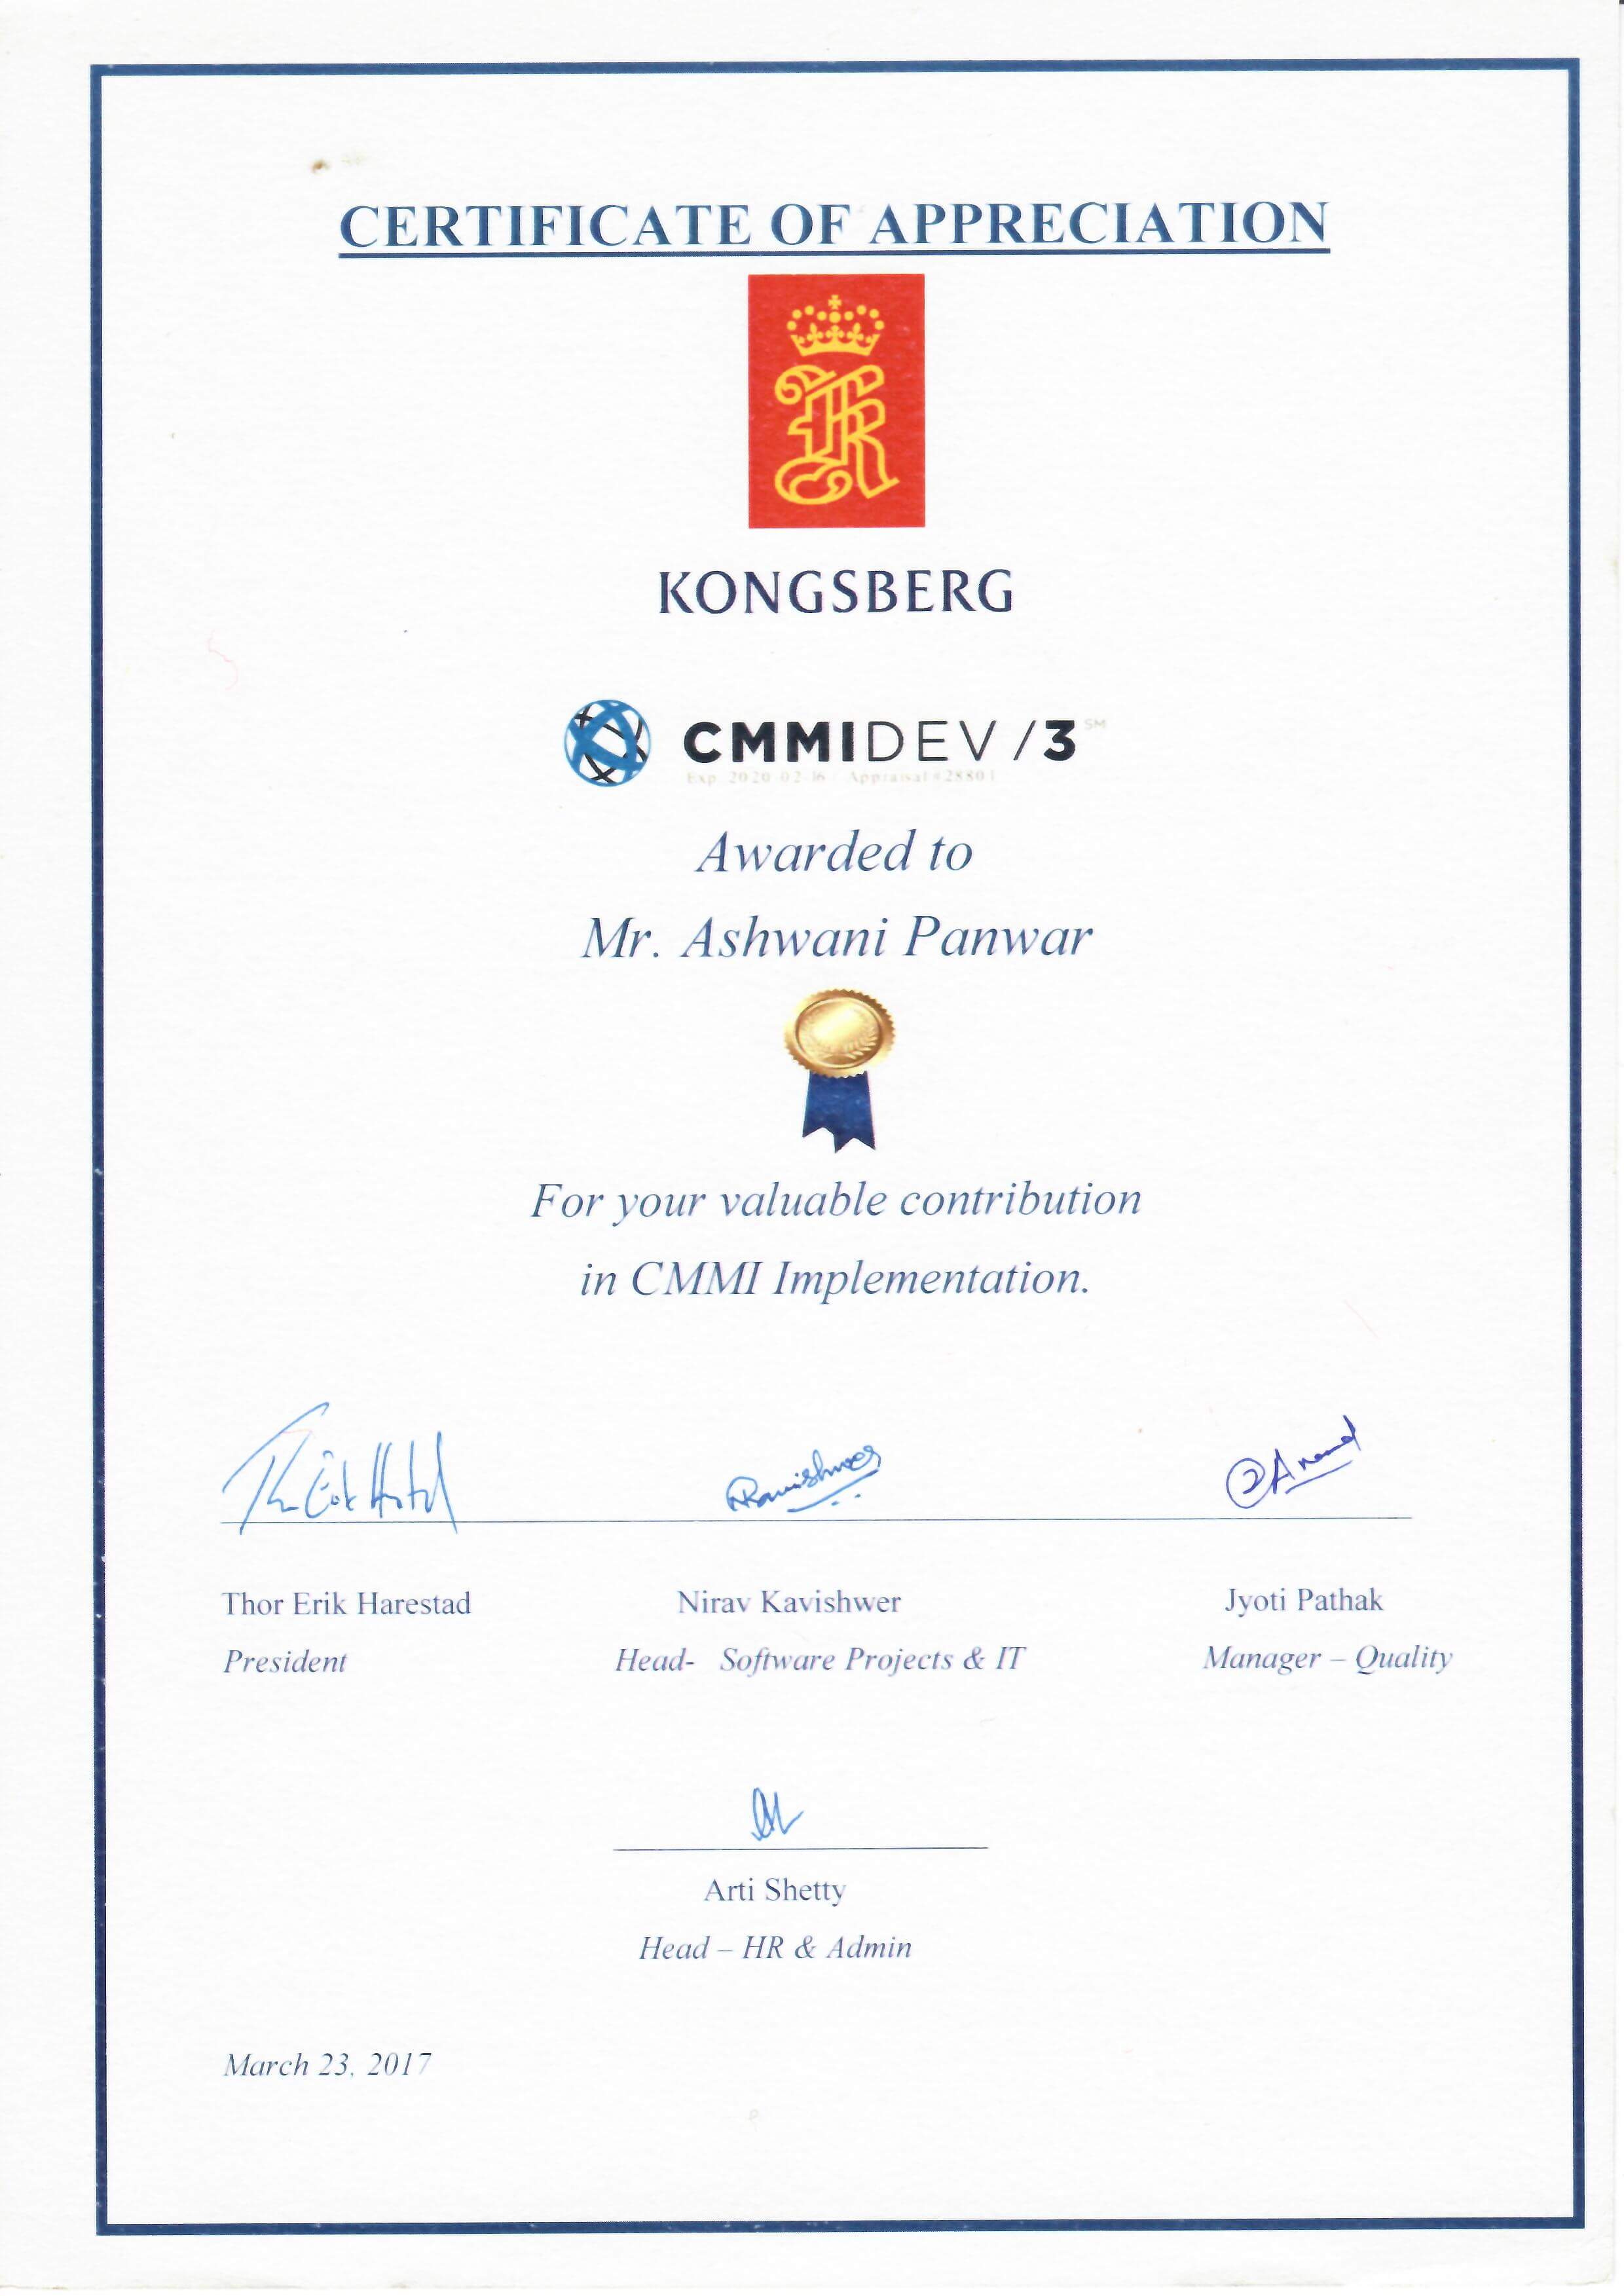 CERTIFICATE OF APPRECIATION
KONGSBERG
CMMIDEV/3 SM
Exp. 2020-02-16 / Appraisal #28801
Awarded to
Mr. Ashwani Panwar
For your valuable contribution
in CMMI Implementation.
Thor Erik Harestad Nirav Kavishwer Jyoti Pathak
President Head- Software Projects & IT Manager – Quality
Arti Shetty
Head – HR & Admin
March 23, 2017